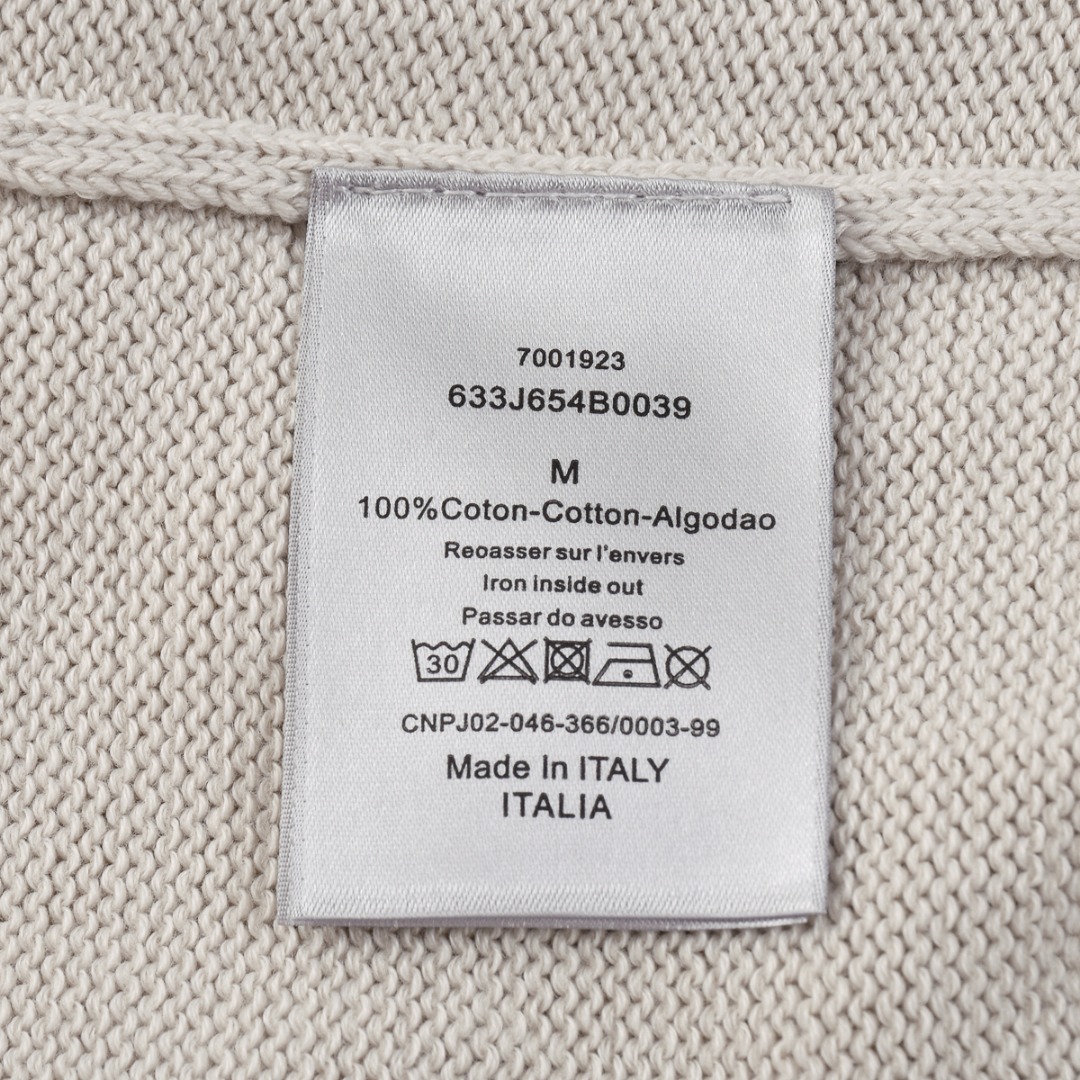 7001923
633J654B0039
M
100%Coton-Cotton-Algodao
Reoasser sur l'envers
Iron inside out
Passar do avesso
30
CNPJ02-046-366/0003-99
Made In ITALY
ITALIA